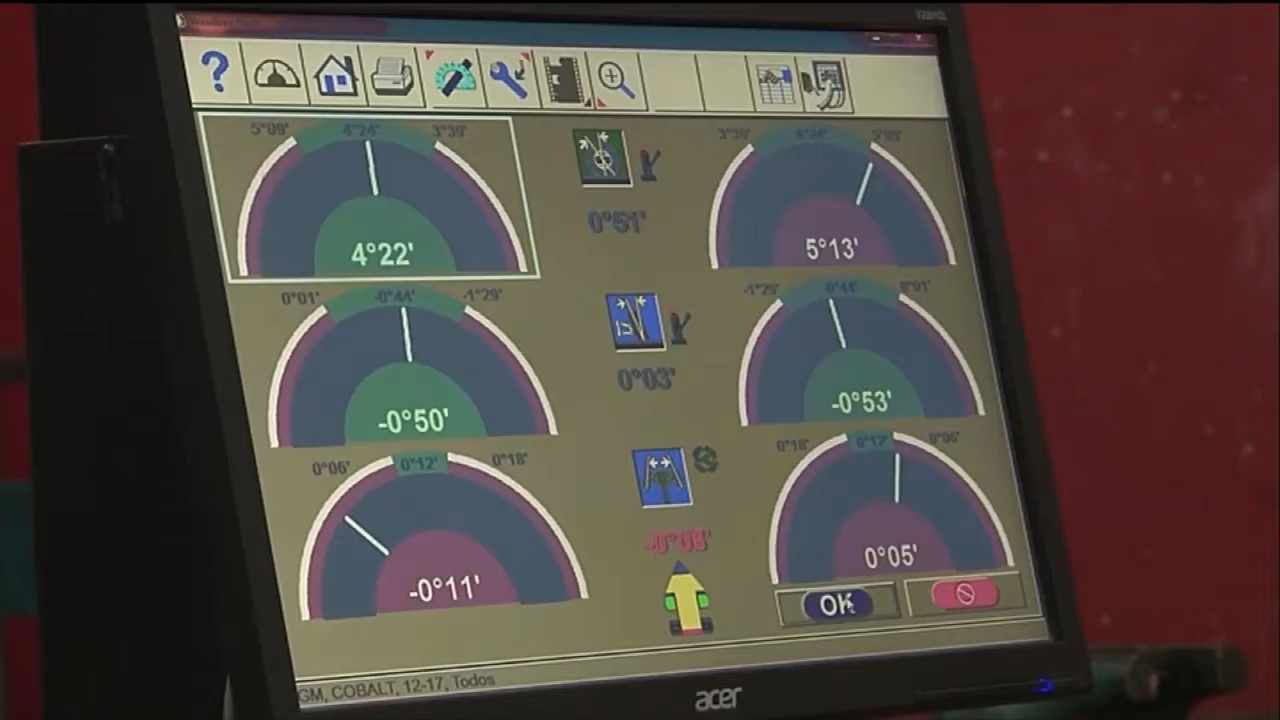 ?
5°09' 4°24' 3°39'
4°22'
0°51'
3°39' 4°24' 5°09'
5°13'
0°01' -0°44' -1°29'
-0°50'
0°03'
-1°29' -0°44' 0°01'
-0°53'
0°06' 0°12' 0°18'
-0°11'
0°18' 0°12' 0°06'
0°05'
OK
GM, COBALT, 12-17, Todos
acer